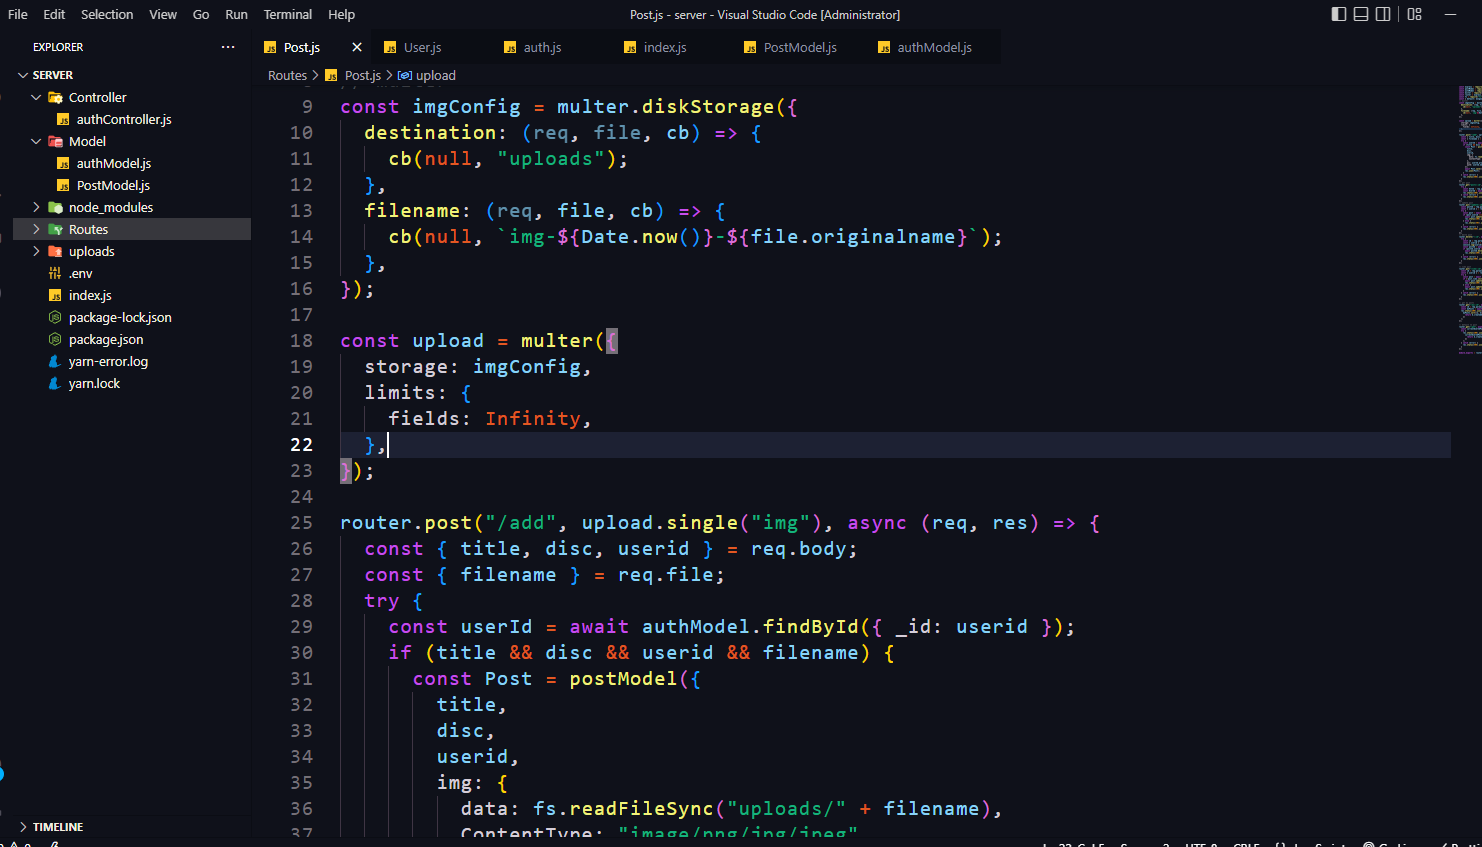 File Edit Selection View Go Run Terminal Help Post.js - server - Visual Studio Code [Administrator]
EXPLORER ···
SERVER
Controller
authController.js
Model
authModel.js
PostModel.js
node_modules
Routes
uploads
.env
index.js
package-lock.json
package.json
yarn-error.log
yarn.lock
TIMELINE
Post.js User.js auth.js index.js PostModel.js authModel.js
Routes > Post.js > upload
9 const imgConfig = multer.diskStorage({
10 destination: (req, file, cb) => {
11 cb(null, "uploads");
12 },
13 filename: (req, file, cb) => {
14 cb(null, `img-${Date.now()}-${file.originalname}`);
15 },
16 });
17
18 const upload = multer({
19 storage: imgConfig,
20 limits: {
21 fields: Infinity,
22 },
23 });
24
25 router.post("/add", upload.single("img"), async (req, res) => {
26 const { title, disc, userid } = req.body;
27 const { filename } = req.file;
28 try {
29 const userId = await authModel.findById({ _id: userid });
30 if (title && disc && userid && filename) {
31 const Post = postModel({
32 title,
33 disc,
34 userid,
35 img: {
36 data: fs.readFileSync("uploads/" + filename),
37 ContentType: "image/png/jpg/jpeg"